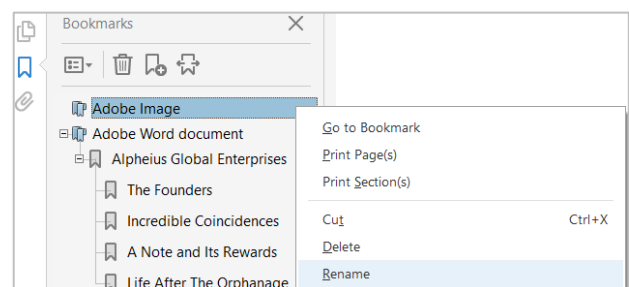 Bookmarks
Adobe Image
Adobe Word document
Alpheius Global Enterprises
The Founders
Incredible Coincidences
A Note and Its Rewards
Life After The Orphanage
Go to Bookmark
Print Page(s)
Print Section(s)
Cut Ctrl+X
Delete
Rename